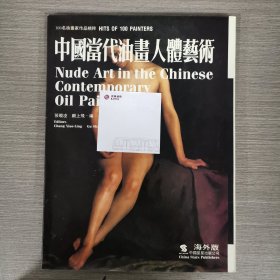 100名油畫家作品精粹 HITS OF 100 PAINTERS
中國當代油畫人體藝術
Nude Art in the Chinese
Contemporary
Oil Pai
Editors
海外版
China Stars Publishers